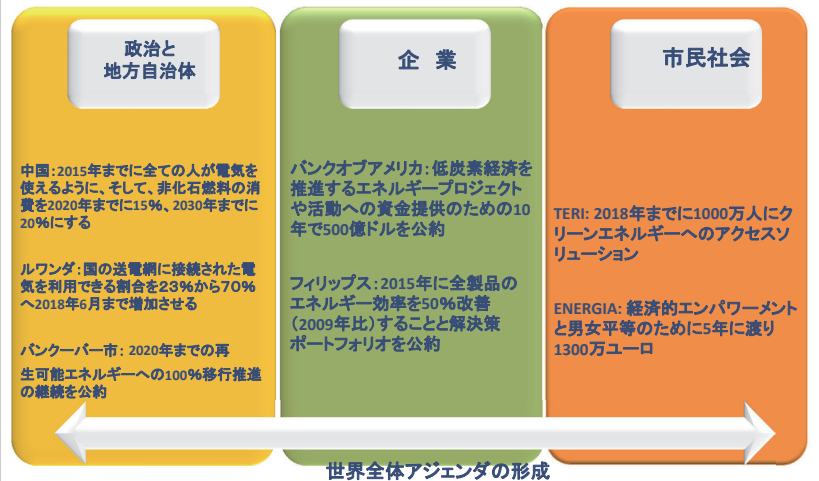 政治と
地方自治体
中国：2015年までに全ての人が電気を
使えるように、そして、非化石燃料の消
費を2020年までに15％、2030年までに
20％にする
ルワンダ：国の送電網に接続された電
気を利用できる割合を２３％から７０％
へ2018年6月まで増加させる
バンクーバー市： 2020年までの再
生可能エネルギーへの100％移行推進
の継続を公約
企　業
バンクオブアメリカ：低炭素経済を
推進するエネルギープロジェクト
や活動への資金提供のための10
年で500億ドルを公約
フィリップス：2015年に全製品の
エネルギー効率を50％改善
（2009年比）することと解決策
ポートフォリオを公約
市民社会
TERI: 2018年までに1000万人にク
リーンエネルギーへのアクセスソ
リューション
ENERGIA: 経済的エンパワーメント
と男女平等のために5年に渡り
1300万ユーロ
世界全体アジェンダの形成